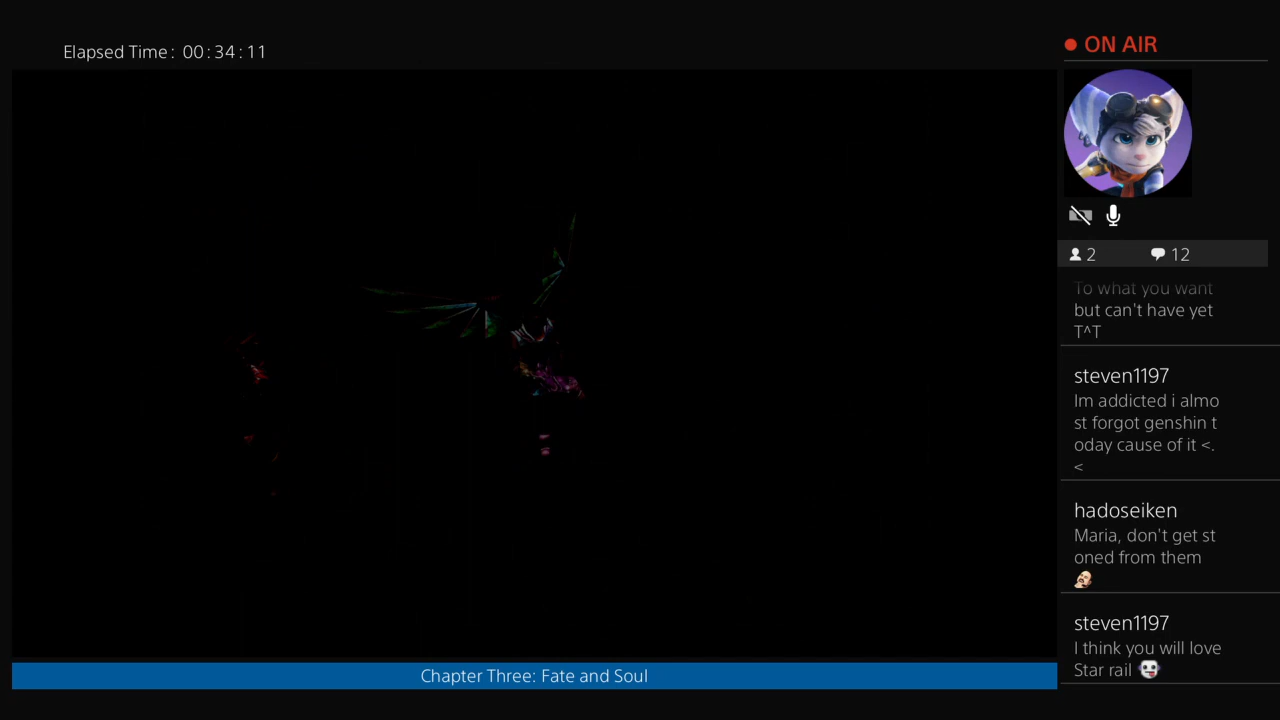 Elapsed Time: 00:34:11
ON AIR
2
12
To what you want
but can't have yet
T^T
steven1197
Im addicted i almo
st forgot genshin t
oday cause of it <.
<
hadoseiken
Maria, don't get st
oned from them
steven1197
I think you will love
Star rail
Chapter Three: Fate and Soul